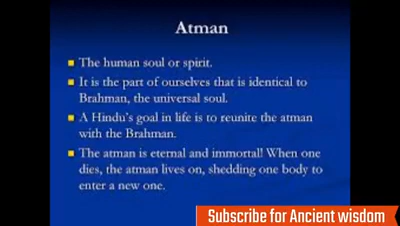 Atman
The human soul or spirit.
It is the part of ourselves that is identical to
Brahman, the universal soul.
A Hindu's goal in life is to reunite the atman
with the Brahman.
The atman is eternal and immortal! When one
dies, the atman lives on, shedding one body to
enter a new one.
Subscribe for Ancient wisdom